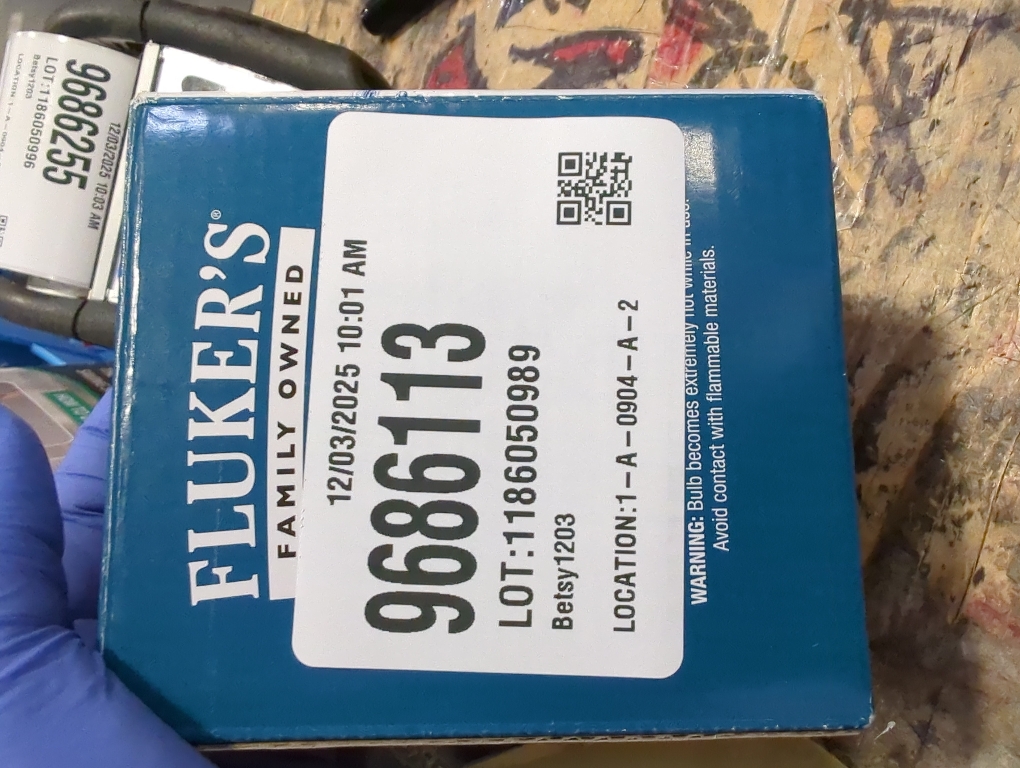 FLUKER'S®
FAMILY OWNED
12/03/2025 10:01 AM
9686113
LOT:1186050989
Betsy1203
LOCATION:1-A-0904-A-2
WARNING: Bulb becomes extremely hot while in use.
Avoid contact with flammable materials.
12/03/2025 10:03 AM
9686255
LOT:1186050996
Betsy1203